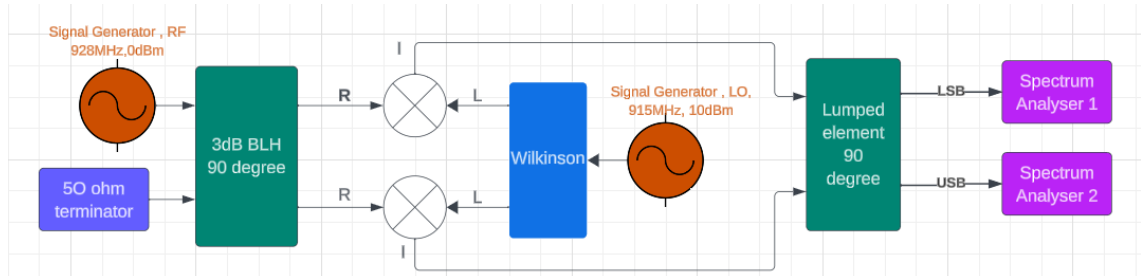 Signal Generator , RF
928MHz,0dBm
3dB BLH
90 degree
5O ohm
terminator
R
R
I
I
L
L
Wilkinson
Signal Generator , LO,
915MHz, 10dBm
Lumped
element
90
degree
LSB
USB
Spectrum
Analyser 1
Spectrum
Analyser 2